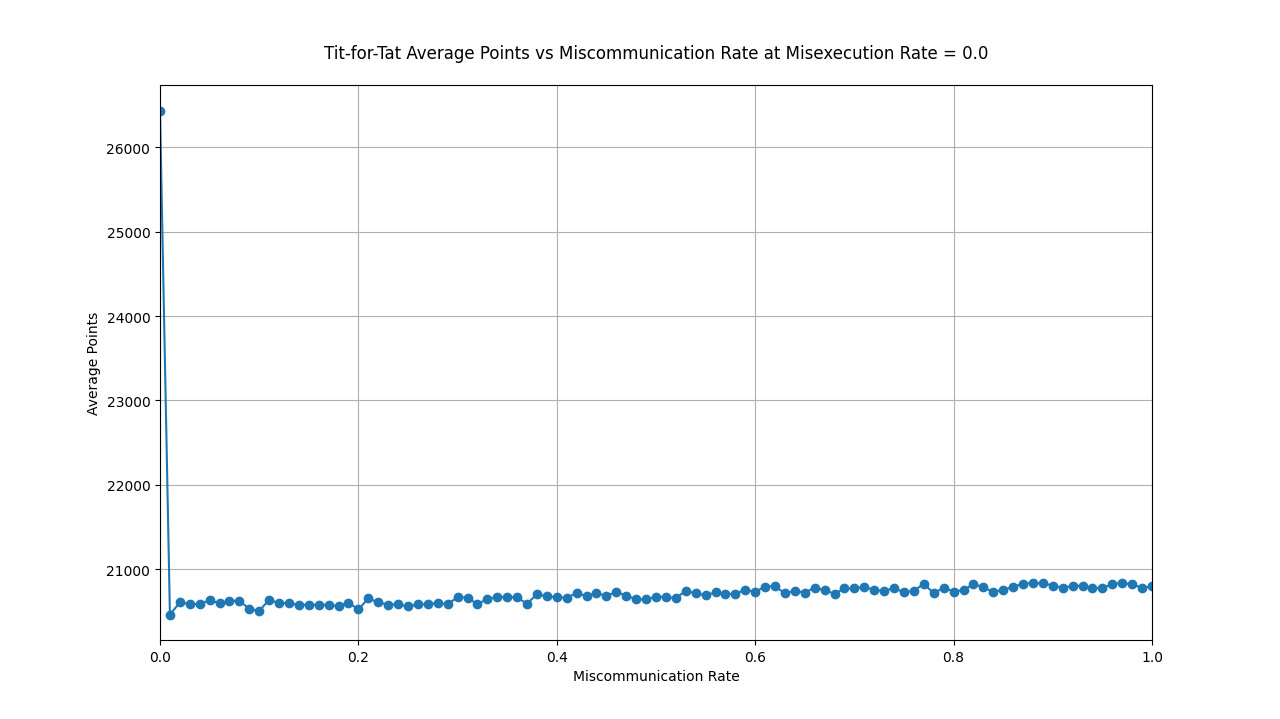 Tit-for-Tat Average Points vs Miscommunication Rate at Misexecution Rate = 0.0
Average Points
26000
25000
24000
23000
22000
21000
0.0 0.2 0.4 0.6 0.8 1.0
Miscommunication Rate